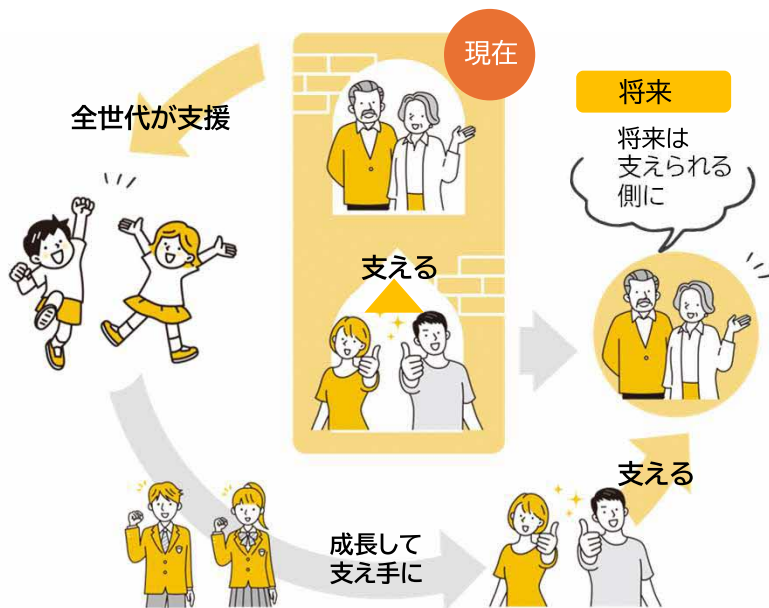 現在
全世代が支援
支える
将来
将来は
支えられる
側に
成長して
支え手に
支える